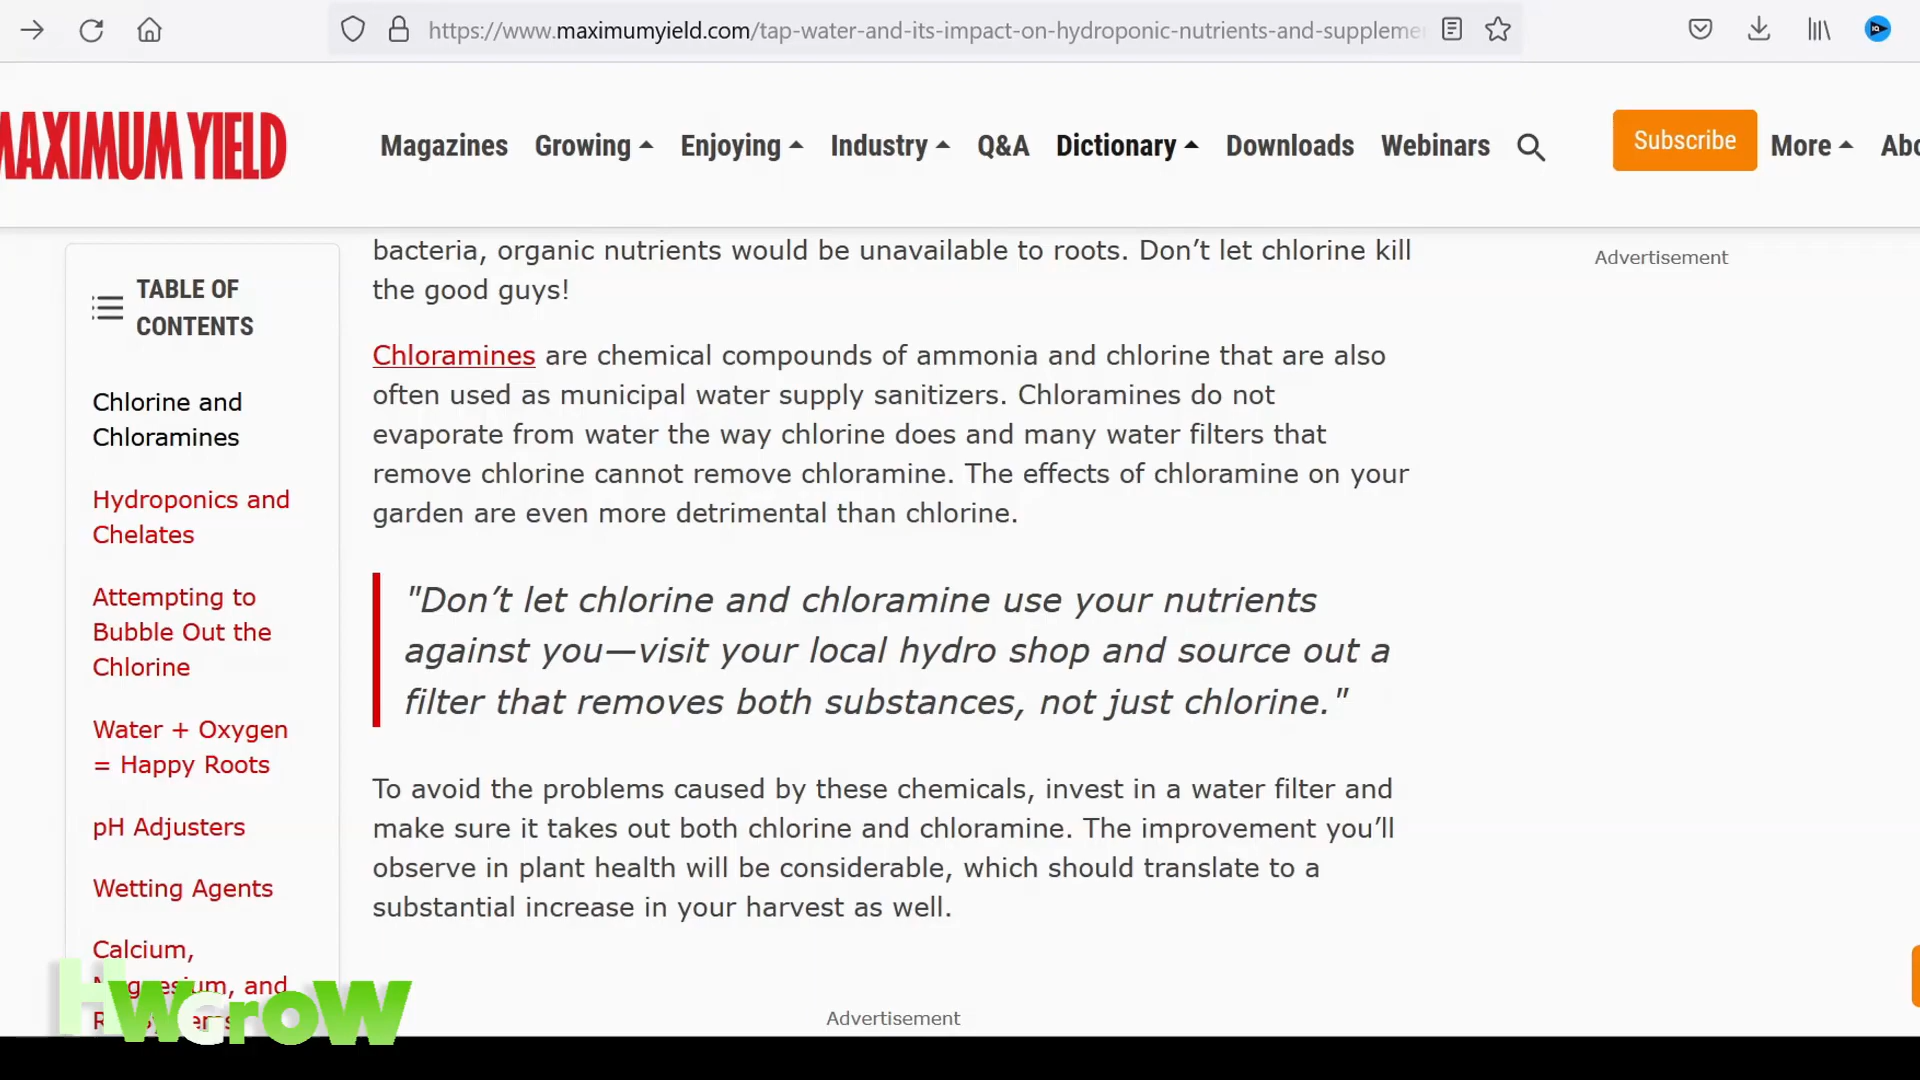 https://www.maximumyield.com/tap-water-and-its-impact-on-hydroponic-nutrients-and-suppleme
MAXIMUM YIELD
Magazines Growing Enjoying Industry Q&A Dictionary Downloads Webinars Subscribe More
bacteria, organic nutrients would be unavailable to roots. Don’t let chlorine kill
the good guys!
Chloramines are chemical compounds of ammonia and chlorine that are also
often used as municipal water supply sanitizers. Chloramines do not
evaporate from water the way chlorine does and many water filters that
remove chlorine cannot remove chloramine. The effects of chloramine on your
garden are even more detrimental than chlorine.
"Don’t let chlorine and chloramine use your nutrients
against you—visit your local hydro shop and source out a
filter that removes both substances, not just chlorine."
To avoid the problems caused by these chemicals, invest in a water filter and
make sure it takes out both chlorine and chloramine. The improvement you’ll
observe in plant health will be considerable, which should translate to a
substantial increase in your harvest as well.
Advertisement
TABLE OF
CONTENTS
Chlorine and
Chloramines
Hydroponics and
Chelates
Attempting to
Bubble Out the
Chlorine
Water + Oxygen
= Happy Roots
pH Adjusters
Wetting Agents
Calcium,
and
Advertisement